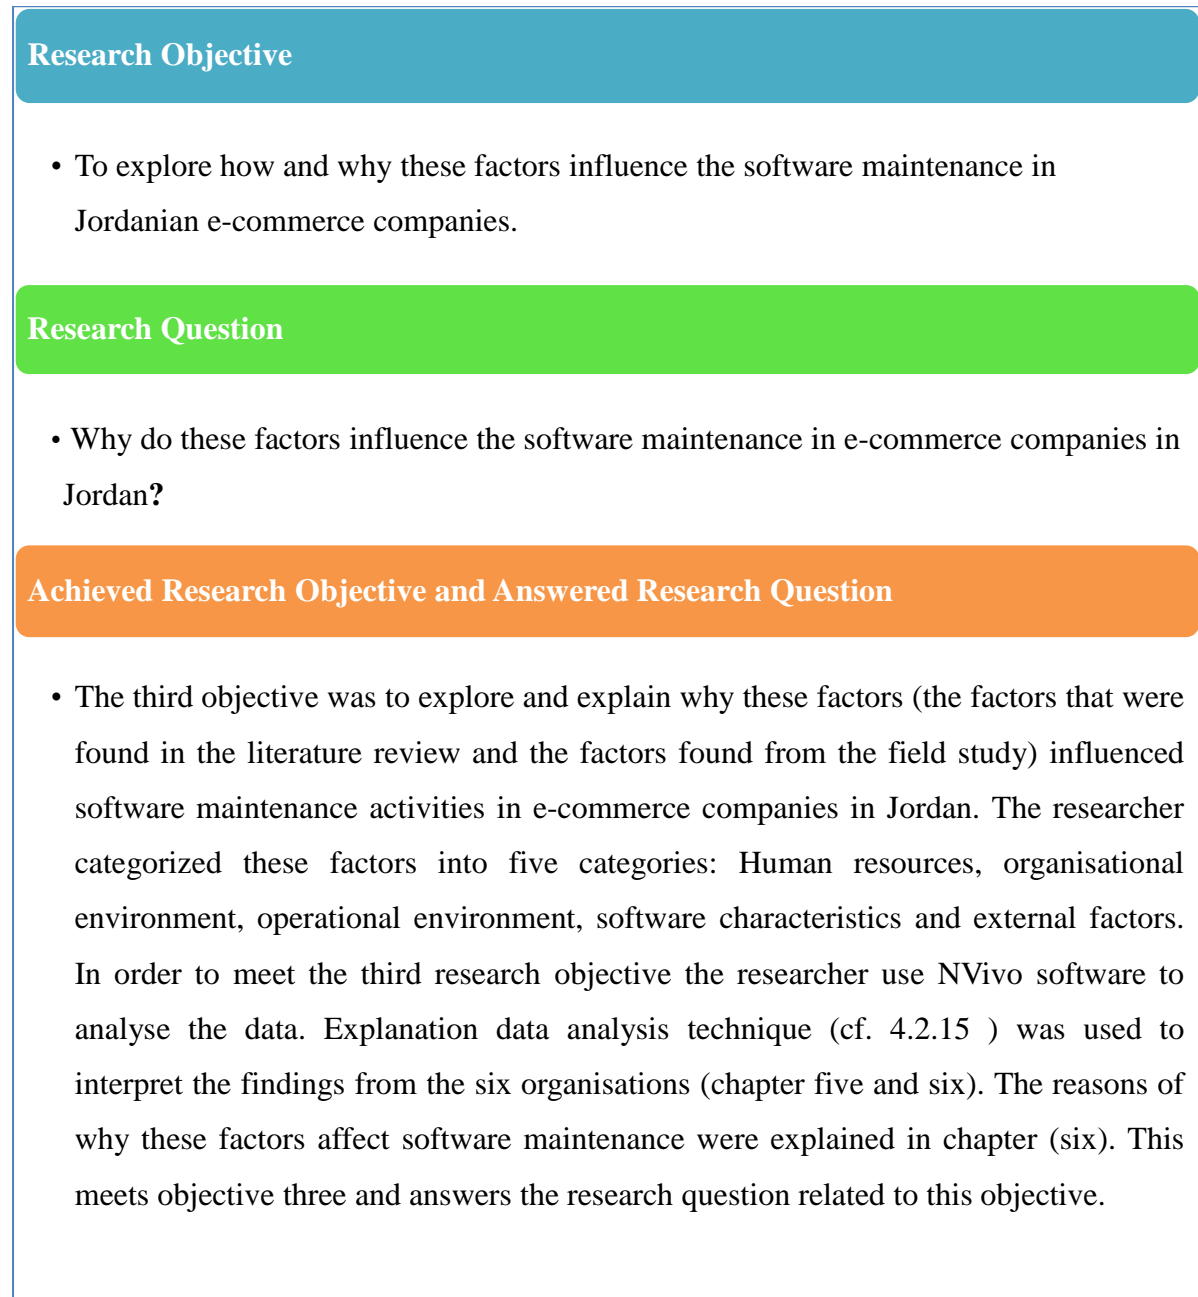 Research Objective
• To explore how and why these factors influence the software maintenance in
Jordanian e-commerce companies.
Research Question
• Why do these factors influence the software maintenance in e-commerce companies in
Jordan?
Achieved Research Objective and Answered Research Question
• The third objective was to explore and explain why these factors (the factors that were
found in the literature review and the factors found from the field study) influenced
software maintenance activities in e-commerce companies in Jordan. The researcher
categorized these factors into five categories: Human resources, organisational
environment, operational environment, software characteristics and external factors.
In order to meet the third research objective the researcher use NVivo software to
analyse the data. Explanation data analysis technique (cf. 4.2.15 ) was used to
interpret the findings from the six organisations (chapter five and six). The reasons of
why these factors affect software maintenance were explained in chapter (six). This
meets objective three and answers the research question related to this objective.